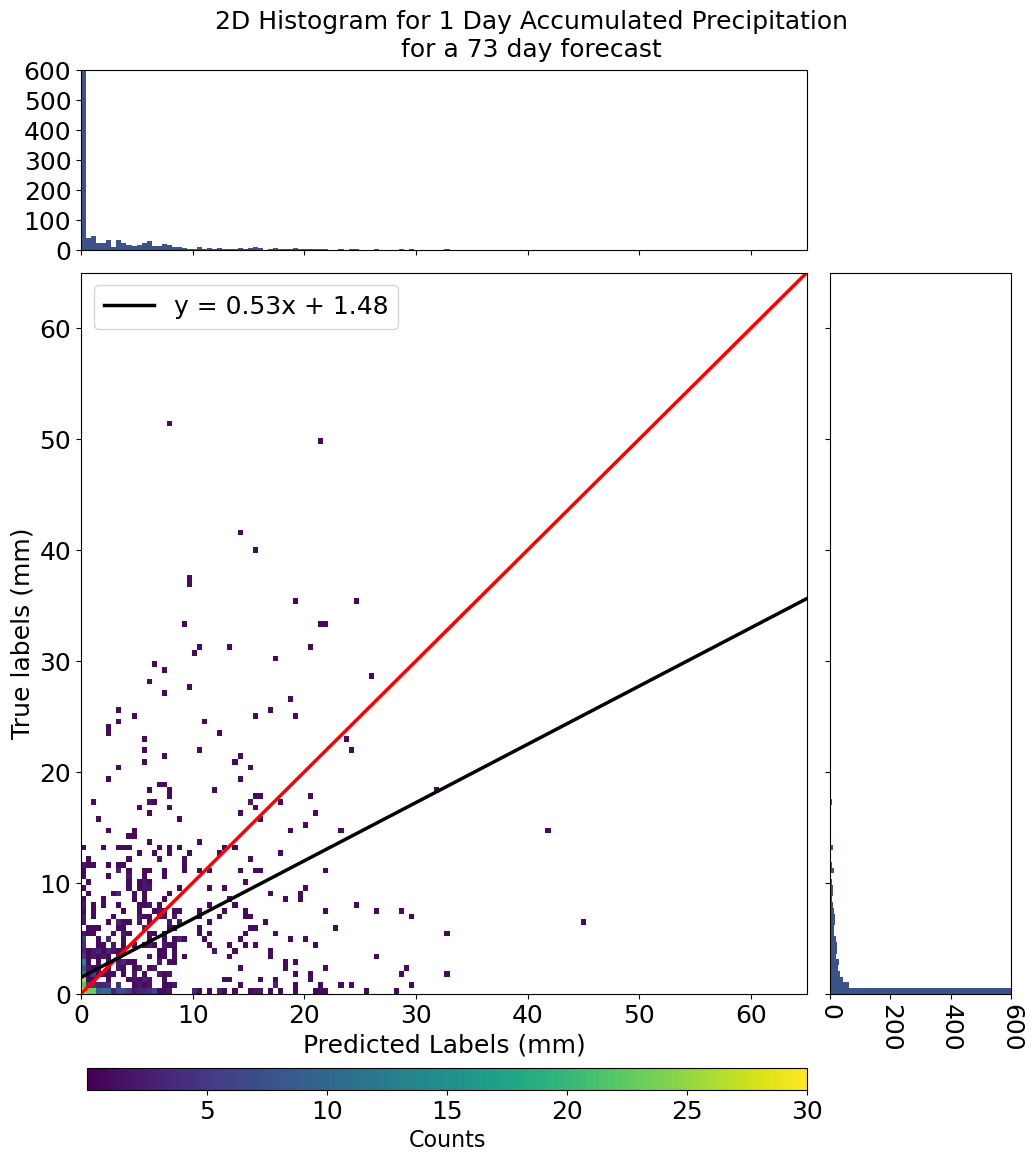 2D Histogram for 1 Day Accumulated Precipitation
for a 73 day forecast
600
500
400
300
200
100
0
y = 0.53x + 1.48
60
50
40
30
20
10
0
True labels (mm)
0 10 20 30 40 50 60
Predicted Labels (mm)
0 200 400 600
5 10 15 20 25 30
Counts